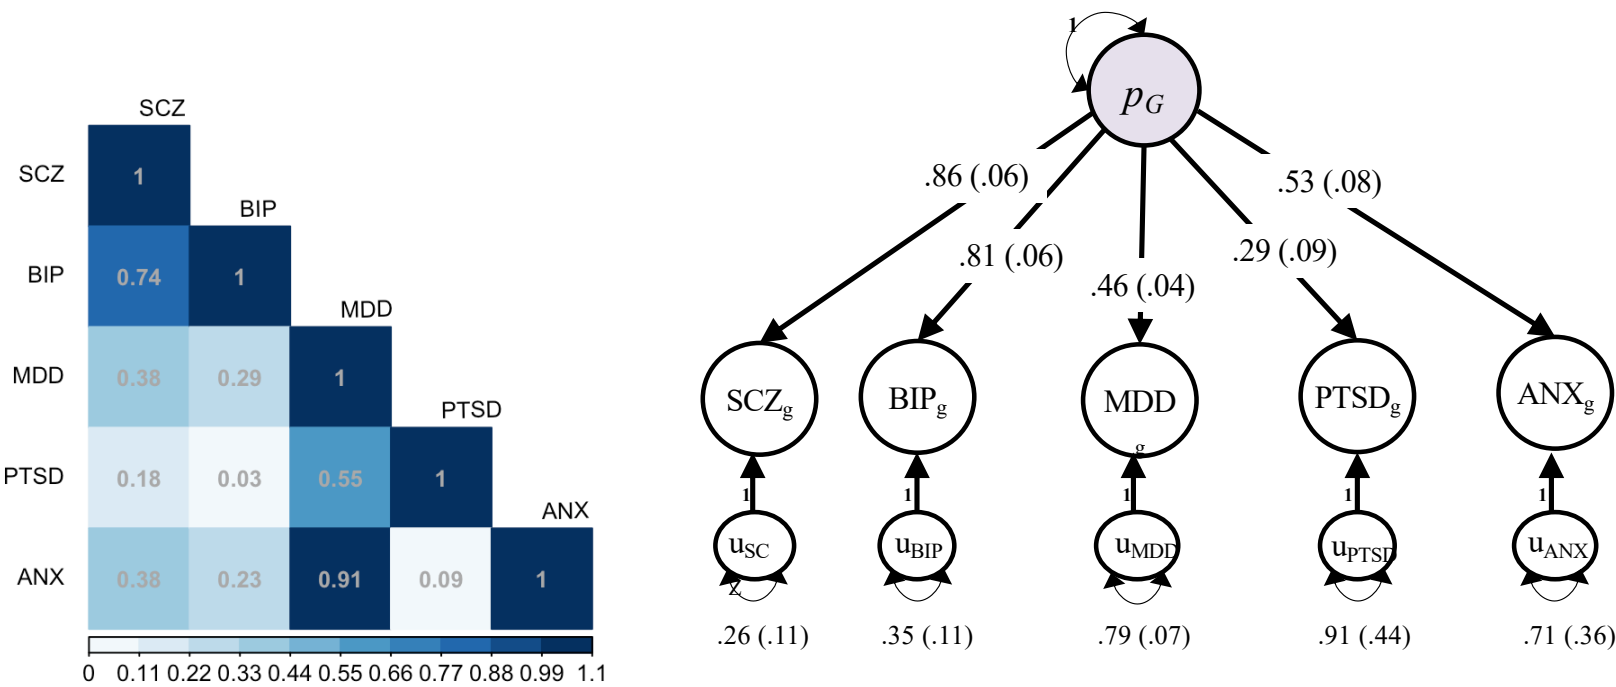 SCZ
SCZ 1
BIP
BIP 0.74 1
MDD
MDD 0.38 0.29 1
PTSD
PTSD 0.18 0.03 0.55 1
ANX
ANX 0.38 0.23 0.91 0.09 1
0 0.11 0.22 0.33 0.44 0.55 0.66 0.77 0.88 0.99 1.1
1
pG
.86 (.06)
.53 (.08)
.81 (.06)
.29 (.09)
.46 (.04)
SCZg BIPg MDD PTSDg ANXg
g
1 1 1 1 1
uSC uBIP uMDD uPTSD uANX
Z
.26 (.11) .35 (.11) .79 (.07) .91 (.44) .71 (.36)